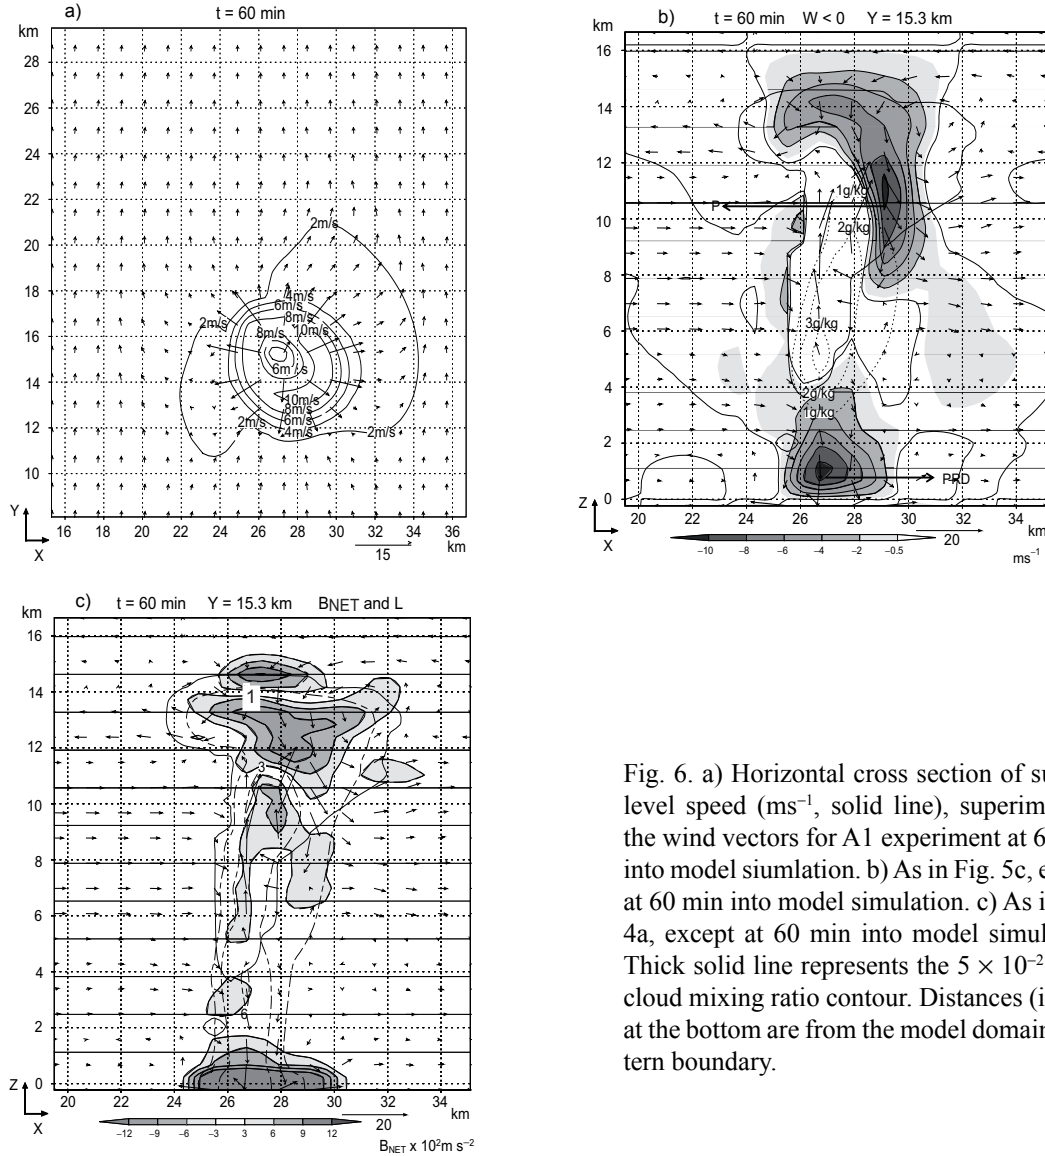 a)
t = 60 min
km
28
26
24
22
20
18
16
14
12
10
2m/s
4m/s
6m/s
8m/s
2m/s
10m/s
8m/s
6m/s
10m/s
8m/s
6m/s
4m/s
2m/s
2m/s
Y
X
16 18 20 22 24 26 28 30 32 34 36
km
15
b) t = 60 min W < 0 Y = 15.3 km
km
16
14
12
10
8
6
4
2
0
1g/kg
P
2g/kg
3g/kg
2g/kg
1g/kg
PRD
Z
X
20 22 24 26 28 30 32 34
km
20
−10 −8 −6 −4 −2 −0.5
ms−1
c) t = 60 min Y = 15.3 km BNET and L
km
16
14
12
10
8
6
4
2
0
1
3
6
Z
X
20 22 24 26 28 30 32 34
km
20
−12 −9 −6 −3 3 6 9 12
BNET x 10²m s−2
Fig. 6. a) Horizontal cross section of su
level speed (ms−1, solid line), superim
the wind vectors for A1 experiment at 6
into model siumlation. b) As in Fig. 5c, e
at 60 min into model simulation. c) As i
4a, except at 60 min into model simul
Thick solid line represents the 5 × 10−2
cloud mixing ratio contour. Distances (i
at the bottom are from the model domain
tern boundary.